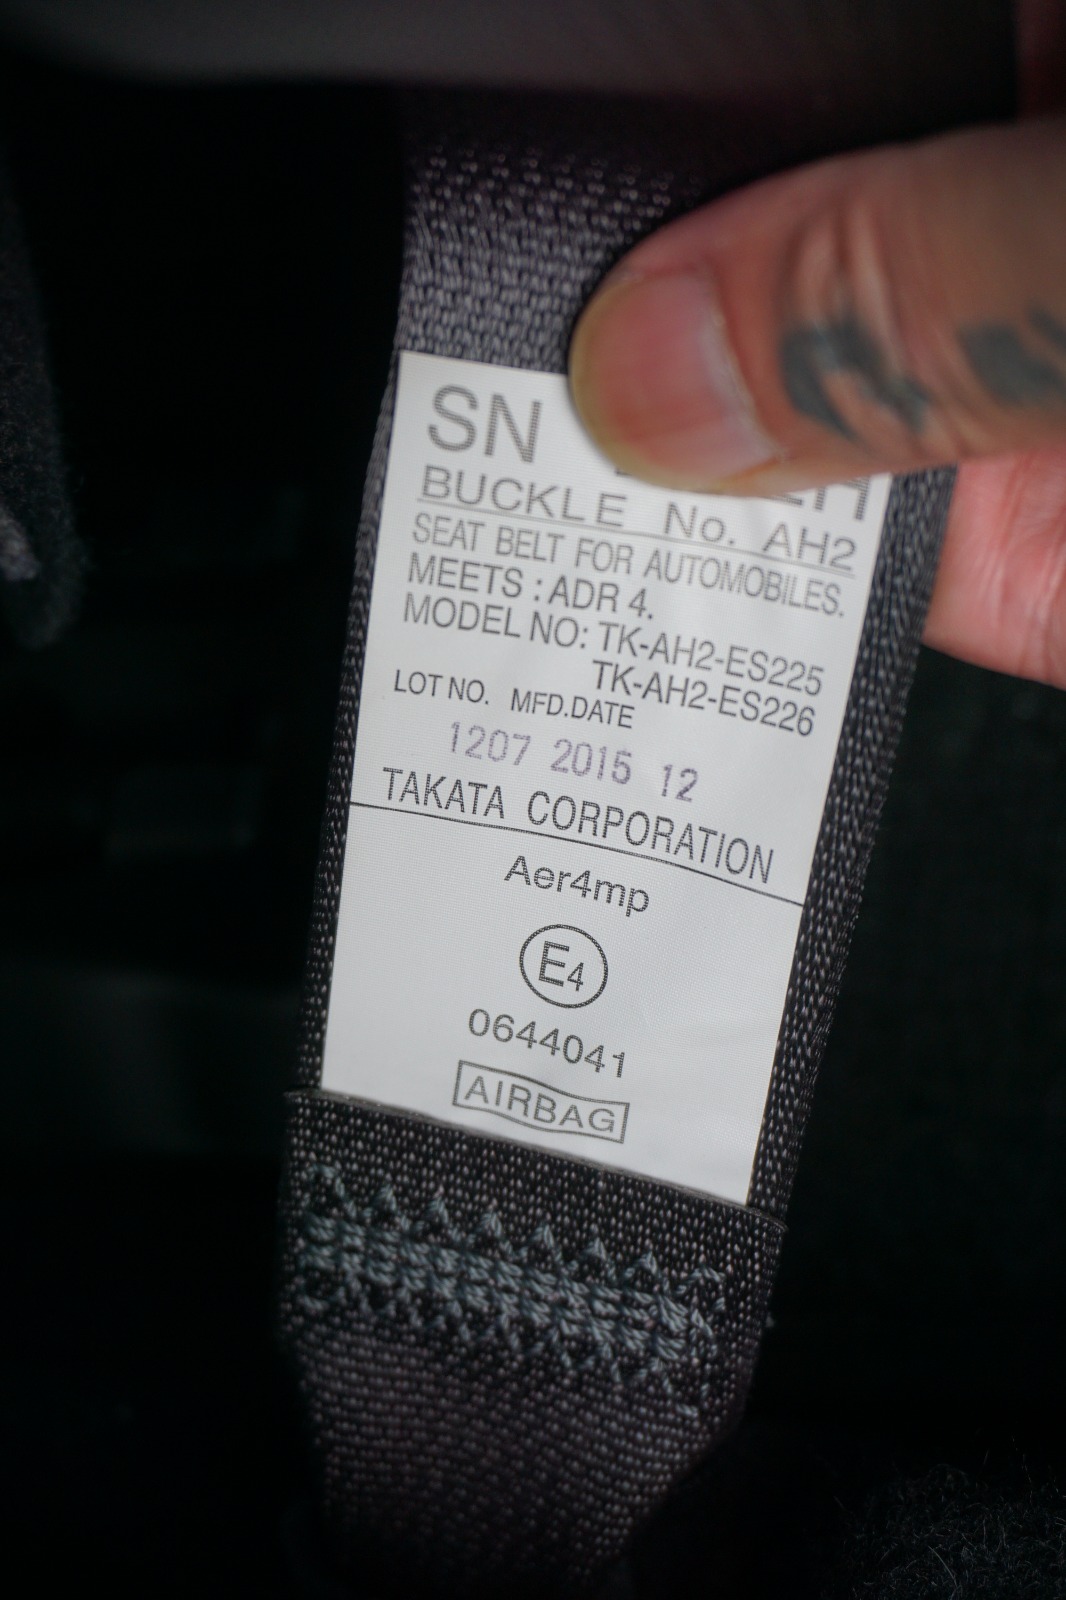 SN
BUCKLE No. AH2
SEAT BELT FOR AUTOMOBILES.
MEETS : ADR 4.
MODEL NO: TK-AH2-ES225
TK-AH2-ES226
LOT NO. MFD.DATE
1207 2015 12
TAKATA CORPORATION
Aer4mp
E4
0644041
AIRBAG